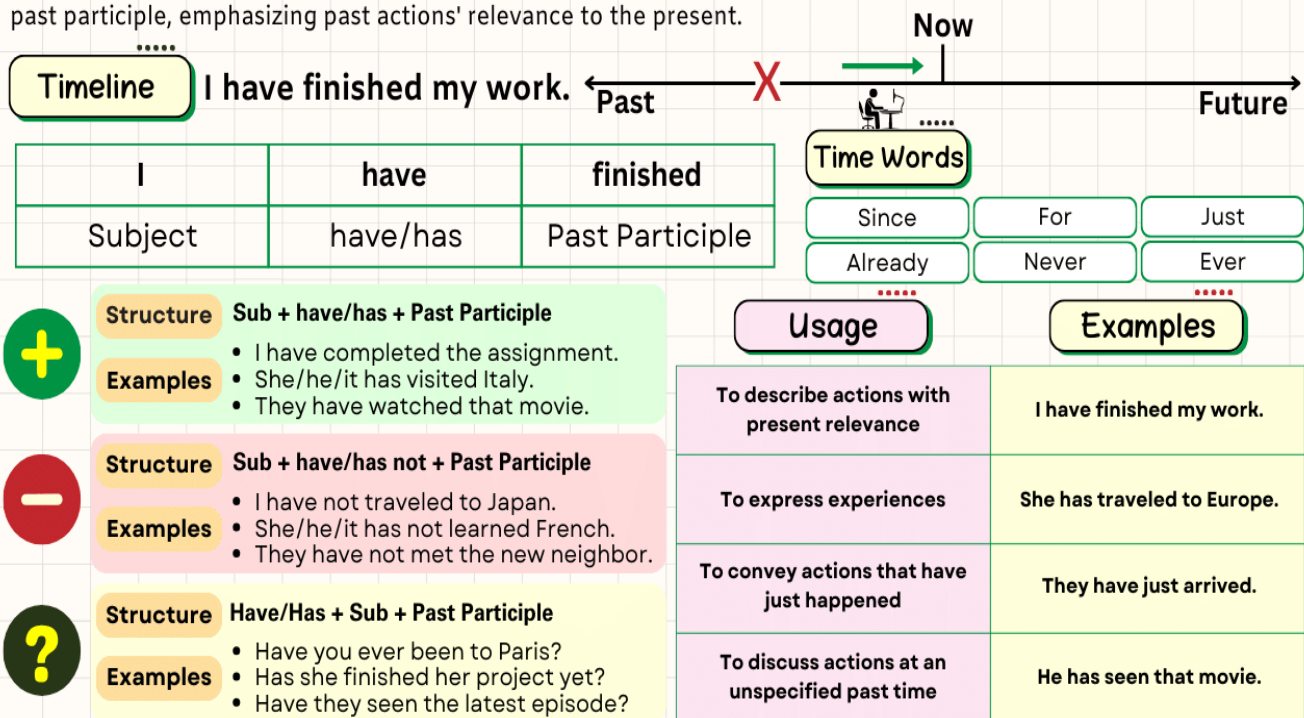 past participle, emphasizing past actions' relevance to the present.
Timeline
I have finished my work.
Now
Past
Future
I
have
finished
Subject
have/has
Past Participle
Time Words
Since
For
Just
Already
Never
Ever
Structure
Sub + have/has + Past Participle
Examples
• I have completed the assignment.
• She/he/it has visited Italy.
• They have watched that movie.
Structure
Sub + have/has not + Past Participle
Examples
• I have not traveled to Japan.
• She/he/it has not learned French.
• They have not met the new neighbor.
?
Structure
Have/Has + Sub + Past Participle
Examples
• Have you ever been to Paris?
• Has she finished her project yet?
• Have they seen the latest episode?
Usage
Examples
To describe actions with
present relevance
I have finished my work.
To express experiences
She has traveled to Europe.
To convey actions that have
just happened
They have just arrived.
To discuss actions at an
unspecified past time
He has seen that movie.